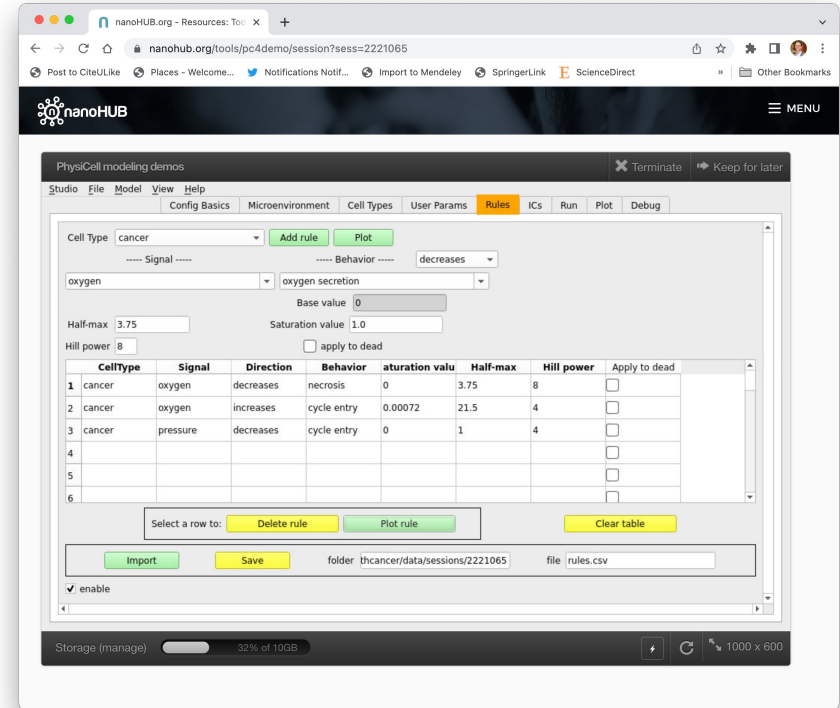 nanoHUB.org - Resources: Too
nanohub.org/tools/pc4demo/session?sess=2221065
Post to CiteULike Places - Welcome... Notifications Notif... Import to Mendeley SpringerLink E ScienceDirect » Other Bookmarks
nanoHUB MENU
PhysiCell modeling demos Terminate Keep for later
Studio File Model View Help
Config Basics Microenvironment Cell Types User Params Rules ICs Run Plot Debug
Cell Type cancer Add rule Plot
----- Signal ----- ----- Behavior ----- decreases
oxygen oxygen secretion
Base value 0
Half-max 3.75 Saturation value 1.0
Hill power 8 apply to dead
CellType Signal Direction Behavior aturation valu Half-max Hill power Apply to dead
1 cancer oxygen decreases necrosis 0 3.75 8
2 cancer oxygen increases cycle entry 0.00072 21.5 4
3 cancer pressure decreases cycle entry 0 1 4
4
5
6
Select a row to: Delete rule Plot rule Clear table
Import Save folder thcancer/data/sessions/2221065 file rules.csv
enable
Storage (manage) 32% of 10GB 1000 x 600